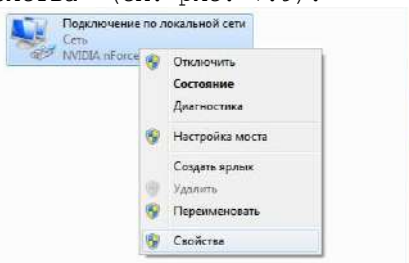 Подключение по локальной сети
Сеть
NVIDIA nForce
Отключить
Состояние
Диагностика
Настройка моста
Создать ярлык
Удалить
Переименовать
Свойства